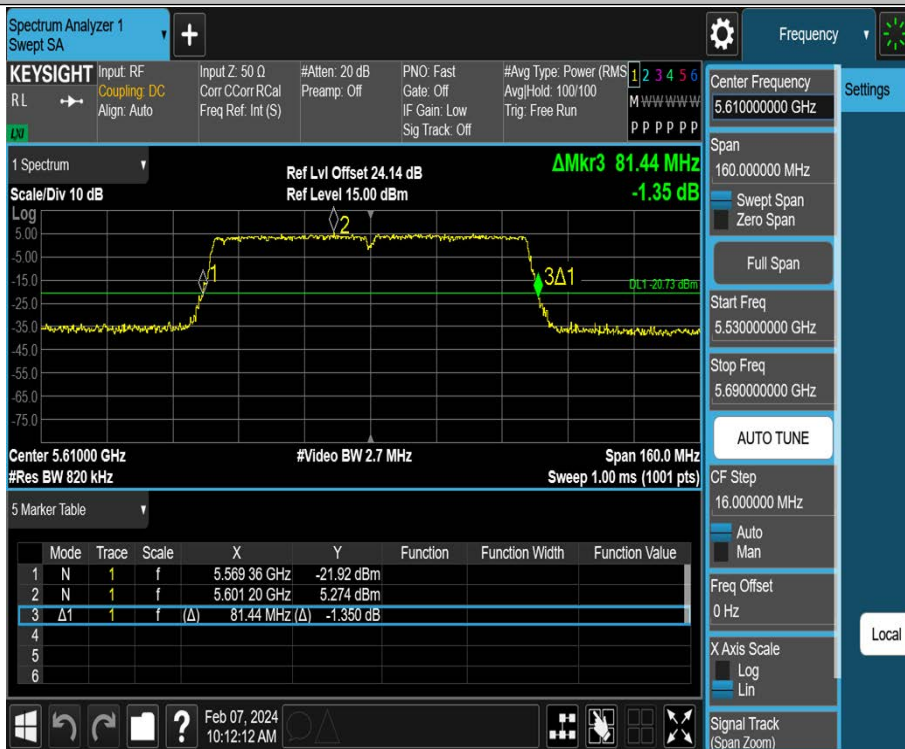 Spectrum Analyzer 1
Swept SA
+
Frequency
KEYSIGHT
RL
LXI
Input: RF
Coupling: DC
Align: Auto
Input Z: 50 Ω
Corr CCorr RCal
Freq Ref: Int (S)
#Atten: 20 dB
Preamp: Off
PNO: Fast
Gate: Off
IF Gain: Low
Sig Track: Off
#Avg Type: Power (RMS
Avg|Hold: 100/100
Trig: Free Run
1 2 3 4 5 6
M W W W W W
P P P P P P
1 Spectrum
Scale/Div 10 dB
Ref Lvl Offset 24.14 dB
Ref Level 15.00 dBm
ΔMkr3 81.44 MHz
-1.35 dB
Log
5.00
-5.00
-15.0
-25.0
-35.0
-45.0
-55.0
-65.0
-75.0
2
1
3Δ1
DL1 -20.73 dBm
Center 5.61000 GHz
#Video BW 2.7 MHz
Span 160.0 MHz
#Res BW 820 kHz
Sweep 1.00 ms (1001 pts)
5 Marker Table
Mode Trace Scale X Y Function Function Width Function Value
1 N 1 f 5.569 36 GHz -21.92 dBm
2 N 1 f 5.601 20 GHz 5.274 dBm
3 Δ1 1 f (Δ) 81.44 MHz (Δ) -1.350 dB
4
5
6
?
Feb 07, 2024
10:12:12 AM
Center Frequency
5.610000000 GHz
Settings
Span
160.000000 MHz
Swept Span
Zero Span
Full Span
Start Freq
5.530000000 GHz
Stop Freq
5.690000000 GHz
AUTO TUNE
CF Step
16.000000 MHz
Auto
Man
Freq Offset
0 Hz
Local
X Axis Scale
Log
Lin
Signal Track
(Span Zoom)